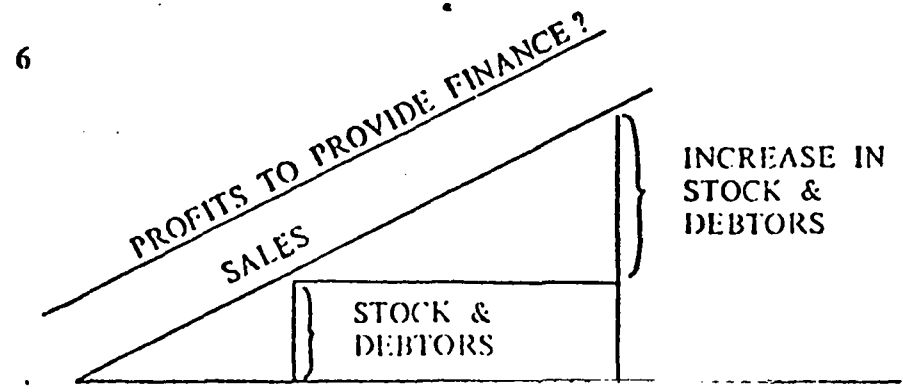 6
PROFITS TO PROVIDE FINANCE?
SALES
INCREASE IN
STOCK &
DEBTORS
STOCK &
DEBTORS